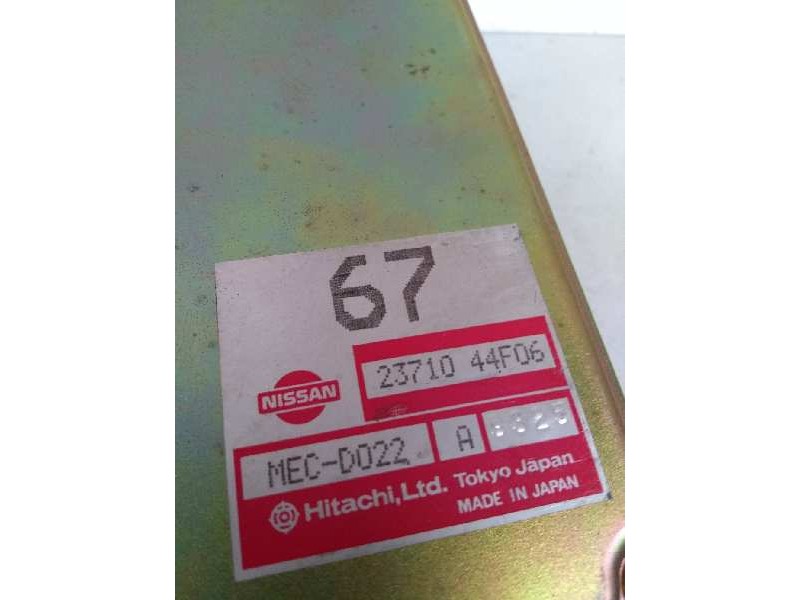 67
NISSAN
23710 44F06
MEC-D022 A
Hitachi, Ltd. Tokyo Japan
MADE IN JAPAN